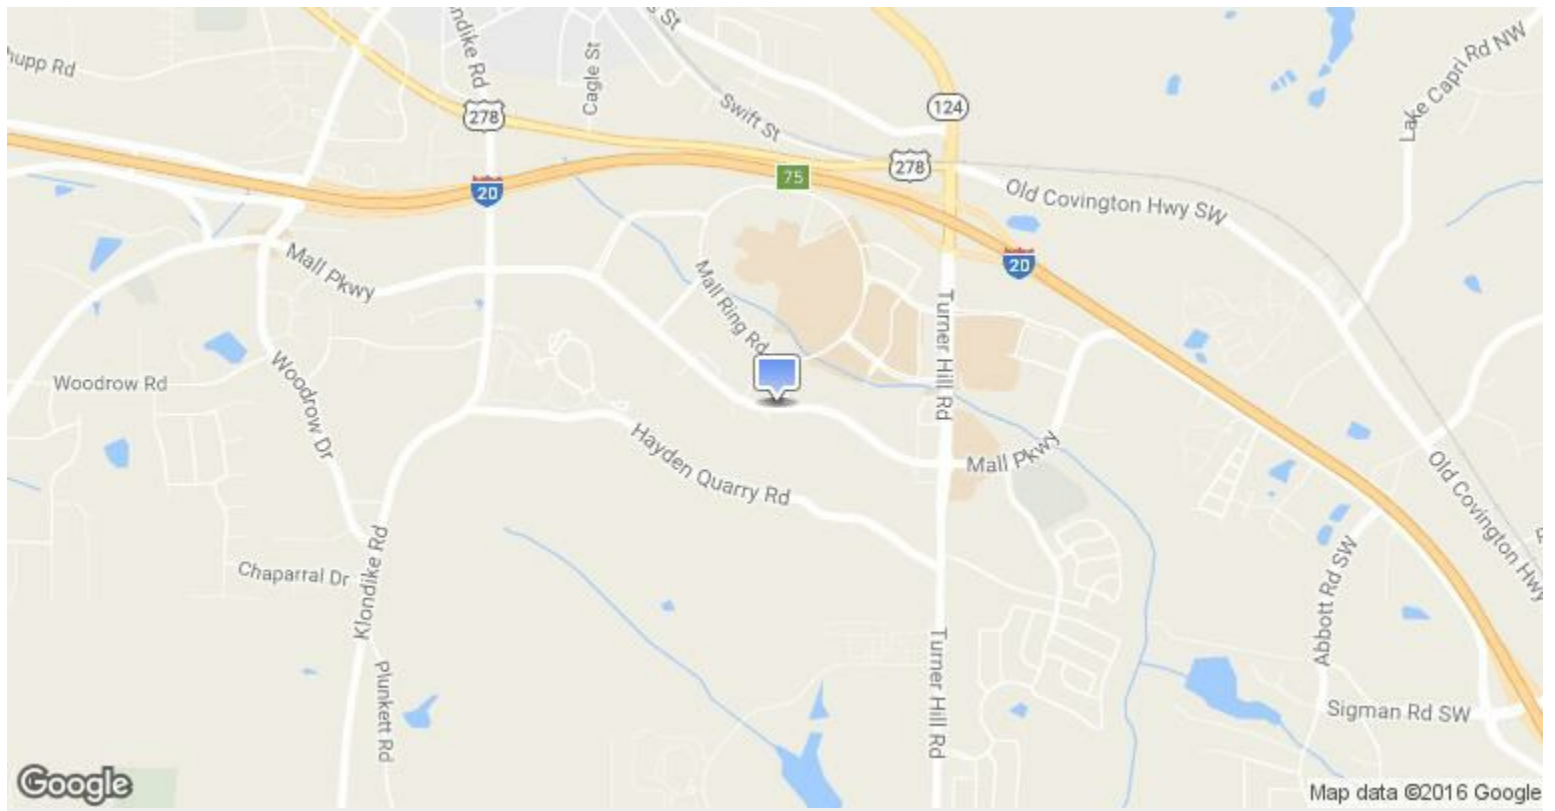 s St
hupp Rd
ndike Rd
Cagle St
278
Swift St
124
Lake Capri Rd NW
278
75
20
Old Covington Hwy SW
Mall Pkwy
20
Mall Ring Rd
Turner Hill Rd
Woodrow Rd
Woodrow Dr
Hayden Quarry Rd
Mall Pkwy
Old Covington Hwy
Chaparral Dr
Klondike Rd
Abbott Rd SW
Plunkett Rd
Turner Hill Rd
Sigman Rd SW
Google
Map data ©2016 Google